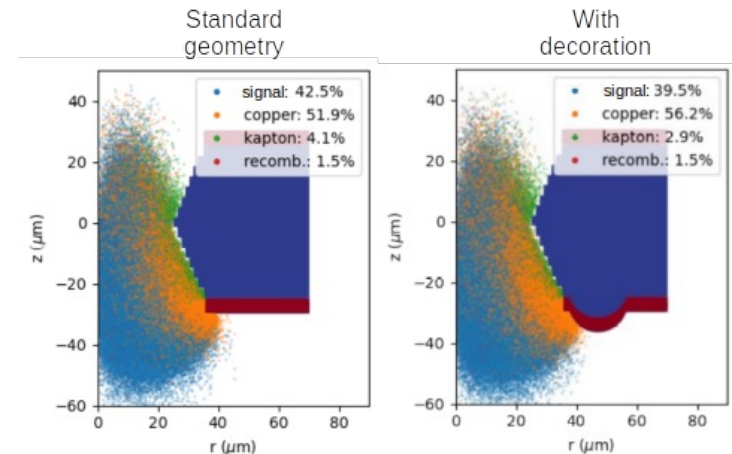 Standard
geometry
With
decoration
signal: 42.5%
copper: 51.9%
kapton: 4.1%
recomb.: 1.5%
40
20
0
−20
−40
−60
z (μm)
0
20
40
60
80
r (μm)
signal: 39.5%
copper: 56.2%
kapton: 2.9%
recomb.: 1.5%
40
20
0
−20
−40
−60
z (μm)
0
20
40
60
80
r (μm)